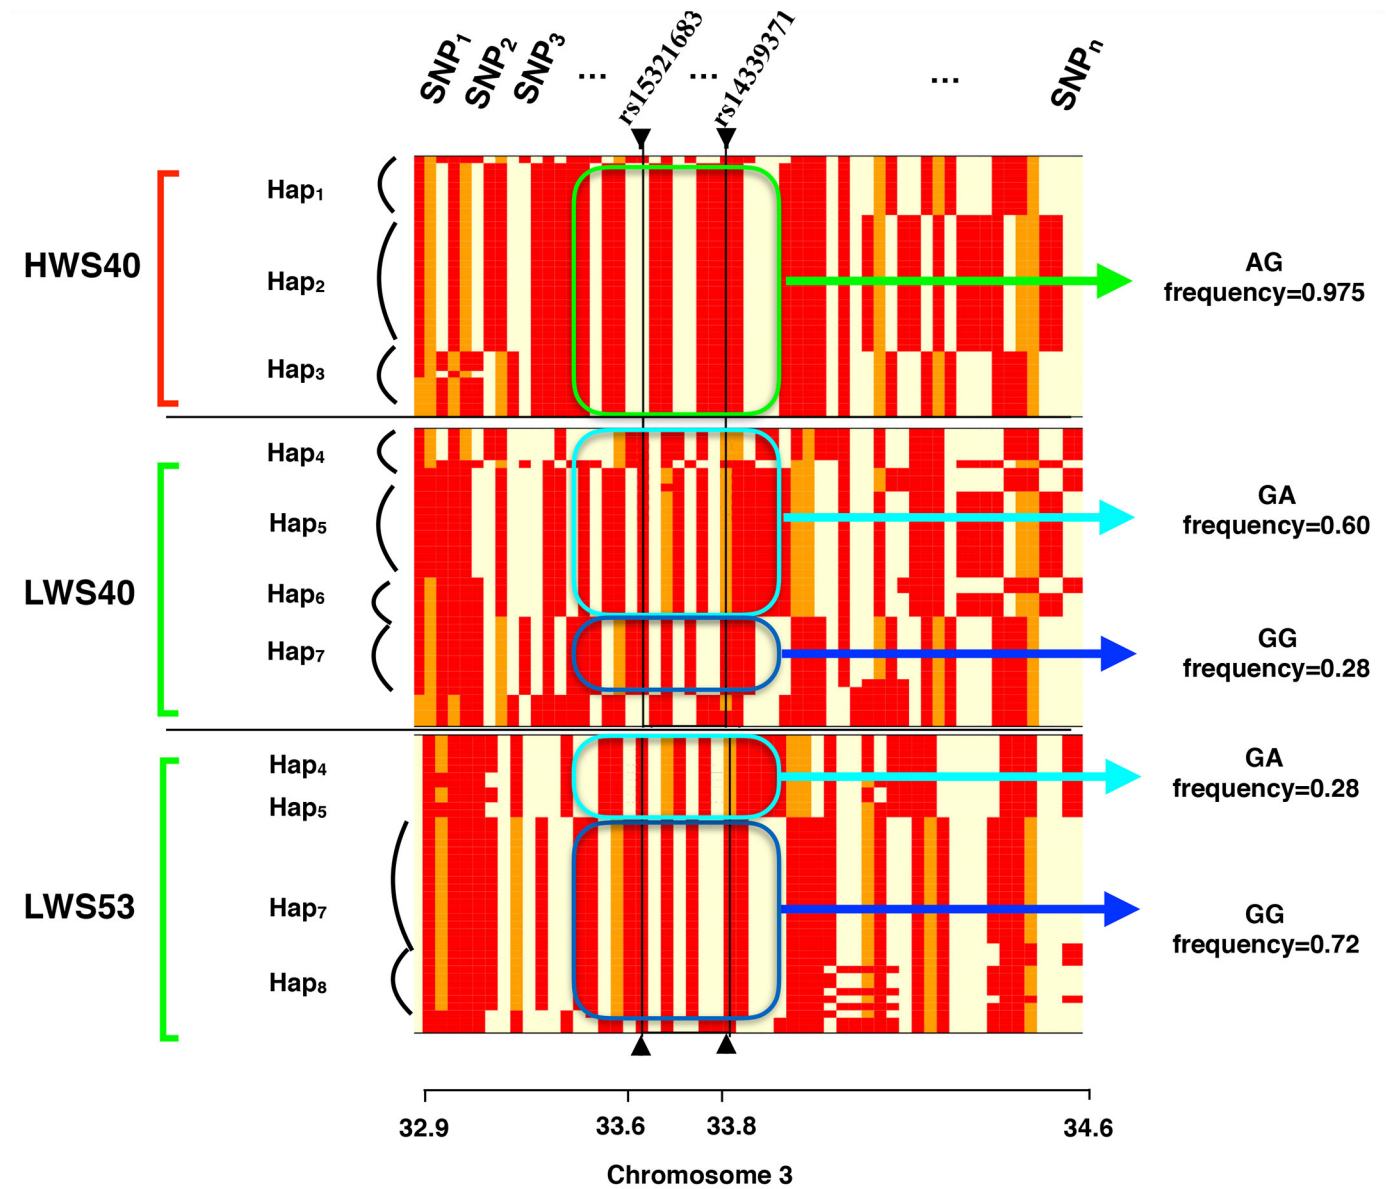 SNP1 SNP2 SNP3 ... rs15321683 ... rs14339371 ... SNPn
HWS40
Hap1
Hap2
Hap3
AG
frequency=0.975
LWS40
Hap4
Hap5
Hap6
Hap7
GA
frequency=0.60
GG
frequency=0.28
LWS53
Hap4
Hap5
Hap7
Hap8
GA
frequency=0.28
GG
frequency=0.72
32.9 33.6 33.8 34.6
Chromosome 3